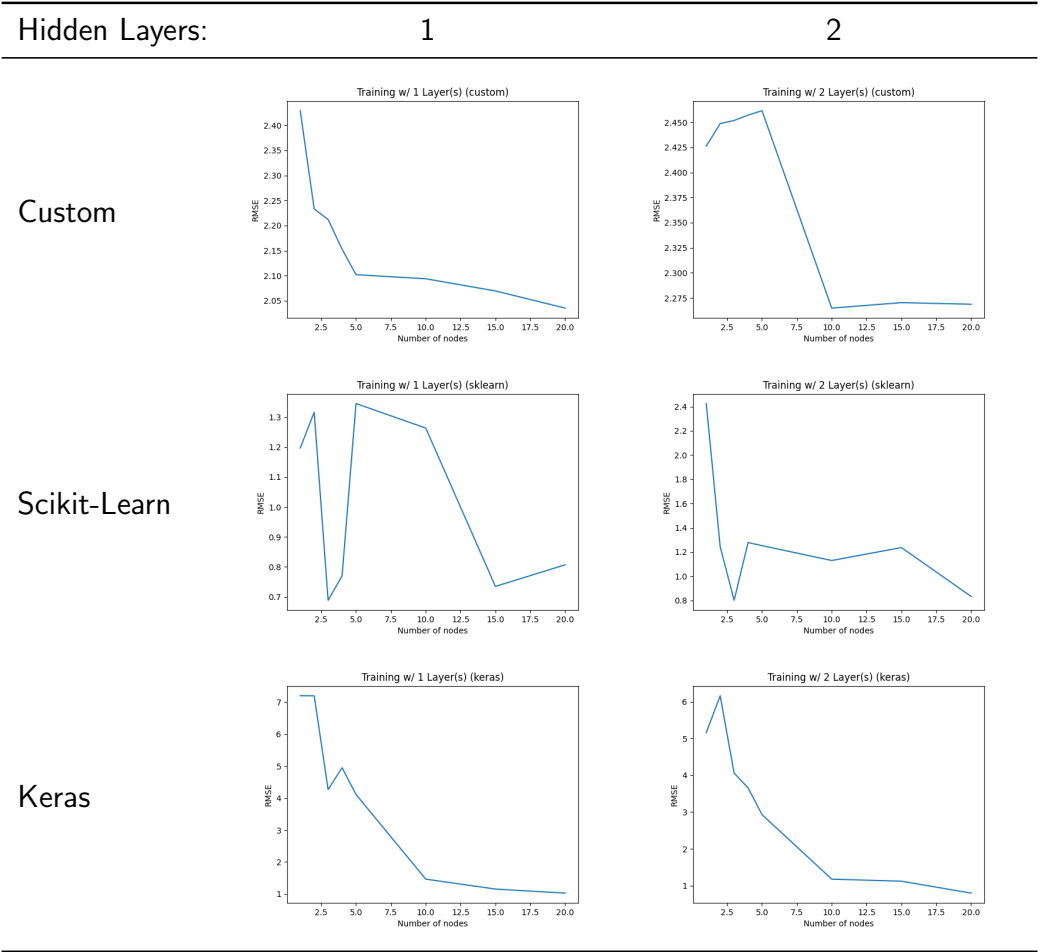 Hidden Layers: 1 2
Custom
Training w/ 1 Layer(s) (custom)
RMSE
2.40
2.35
2.30
2.25
2.20
2.15
2.10
2.05
2.5 5.0 7.5 10.0 12.5 15.0 17.5 20.0
Number of nodes
Training w/ 2 Layer(s) (custom)
RMSE
2.450
2.425
2.400
2.375
2.350
2.325
2.300
2.275
2.5 5.0 7.5 10.0 12.5 15.0 17.5 20.0
Number of nodes
Scikit-Learn
Training w/ 1 Layer(s) (sklearn)
RMSE
1.3
1.2
1.1
1.0
0.9
0.8
0.7
2.5 5.0 7.5 10.0 12.5 15.0 17.5 20.0
Number of nodes
Training w/ 2 Layer(s) (sklearn)
RMSE
2.4
2.2
2.0
1.8
1.6
1.4
1.2
1.0
0.8
2.5 5.0 7.5 10.0 12.5 15.0 17.5 20.0
Number of nodes
Keras
Training w/ 1 Layer(s) (keras)
RMSE
7
6
5
4
3
2
1
2.5 5.0 7.5 10.0 12.5 15.0 17.5 20.0
Number of nodes
Training w/ 2 Layer(s) (keras)
RMSE
6
5
4
3
2
1
2.5 5.0 7.5 10.0 12.5 15.0 17.5 20.0
Number of nodes